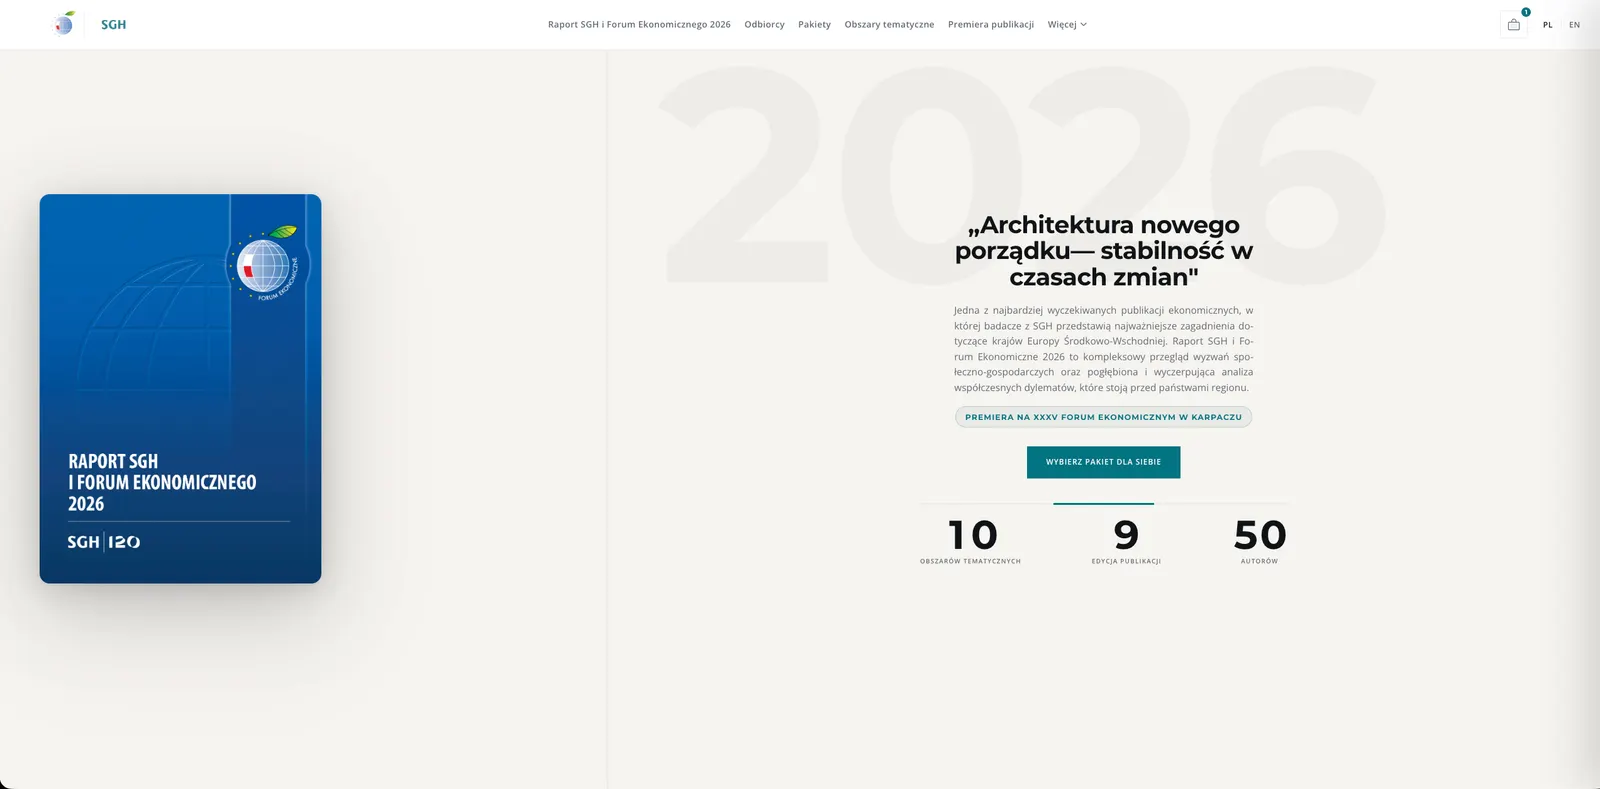 SGH
Raport SGH i Forum Ekonomicznego 2026
Odbiorcy
Pakiety
Obszary tematyczne
Premiera publikacji
Więcej
1
PL
EN
2026
FORUM EKONOMICZNE
RAPORT SGH
I FORUM EKONOMICZNEGO
2026
SGH 120
„Architektura nowego
porządku— stabilność w
czasach zmian"
Jedna z najbardziej wyczekiwanych publikacji ekonomicznych, w
której badacze z SGH przedstawią najważniejsze zagadnienia do-
tyczące krajów Europy Środkowo-Wschodniej. Raport SGH i Fo-
rum Ekonomiczne 2026 to kompleksowy przegląd wyzwań spo-
łeczno-gospodarczych oraz pogłębiona i wyczerpująca analiza
współczesnych dylematów, które stoją przed państwami regionu.
PREMIERA NA XXXV FORUM EKONOMICZNYM W KARPACZU
WYBIERZ PAKIET DLA SIEBIE
10
OBSZARÓW TEMATYCZNYCH
9
EDYCJA PUBLIKACJI
50
AUTORÓW